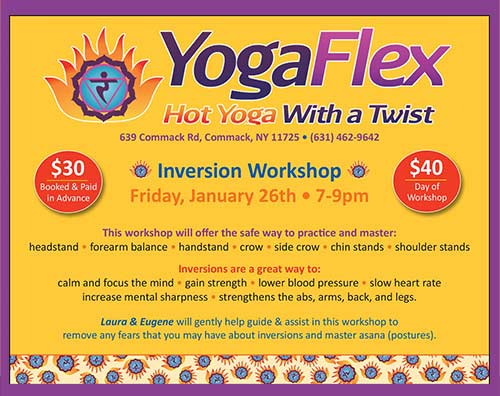 YogaFlex
Hot Yoga With a Twist
639 Commack Rd, Commack, NY 11725 • (631) 462-9642
$30
Booked & Paid
in Advance
Inversion Workshop
Friday, January 26th • 7-9pm
$40
Day of
Workshop
This workshop will offer the safe way to practice and master:
headstand • forearm balance • handstand • crow • side crow • chin stands • shoulder stands
Inversions are a great way to:
calm and focus the mind • gain strength • lower blood pressure • slow heart rate
increase mental sharpness • strengthens the abs, arms, back, and legs.
Laura & Eugene will gently help guide & assist in this workshop to
remove any fears that you may have about inversions and master asana (postures).